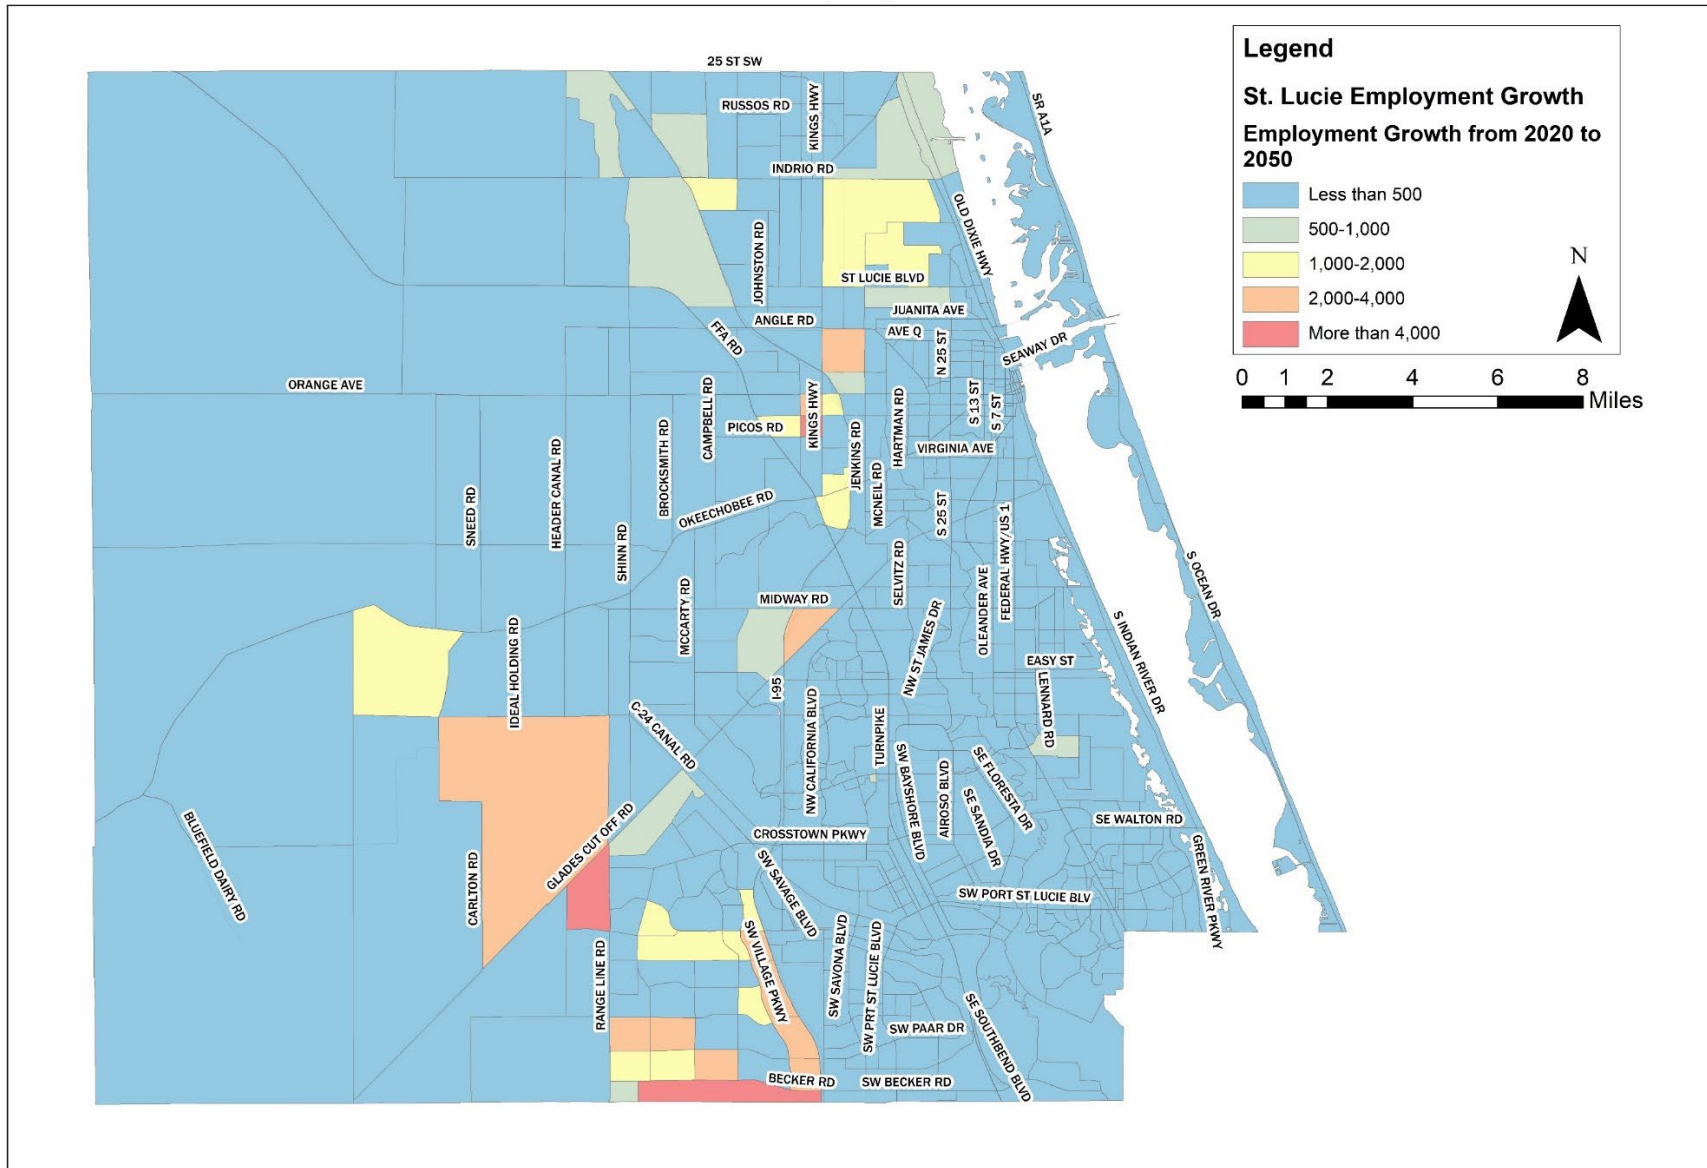 25 ST SW
RUSSOS RD
KINGS HWY
SR A1A
INDRIO RD
OLD DIXIE HWY
JOHNSTON RD
ST LUCIE BLVD
JUANITA AVE
ANGLE RD
AVE Q
FFA RD
N 25 ST
SEAWAY DR
ORANGE AVE
CAMPBELL RD
KINGS HWY
HARTMAN RD
S 13 ST
S 7 ST
PICOS RD
BROCKSMITH RD
JENKINS RD
VIRGINIA AVE
HEADER CANAL RD
SNEED RD
MCNEIL RD
OKEECHOBEE RD
S 25 ST
SHINN RD
FEDERAL HWY/US 1
SELVITZ RD
S OCEAN DR
MCCARTY RD
MIDWAY RD
OLEANDER AVE
NW ST JAMES DR
S INDIAN RIVER DR
IDEAL HOLDING RD
EASY ST
I-95
LENNARD RD
C-24 CANAL RD
NW CALIFORNIA BLVD
TURNPIKE
SW BAYSHORE BLVD
AIROSO BLVD
SE FLORESTA DR
SE SANDIA DR
SE WALTON RD
GLADES CUT OFF RD
CROSSTOWN PKWY
BLUEFIELD DAIRY RD
CARLTON RD
SW SAVAGE BLVD
SW PORT ST LUCIE BLV
GREEN RIVER PKWY
SW VILLAGE PKWY
SW SAVONA BLVD
SW PRT ST LUCIE BLVD
RANGE LINE RD
SW PAAR DR
SE SOUTHBEND BLVD
BECKER RD
SW BECKER RD
Legend
St. Lucie Employment Growth
Employment Growth from 2020 to
2050
Less than 500
500-1,000
1,000-2,000
2,000-4,000
More than 4,000
N
0 1 2 4 6 8
Miles